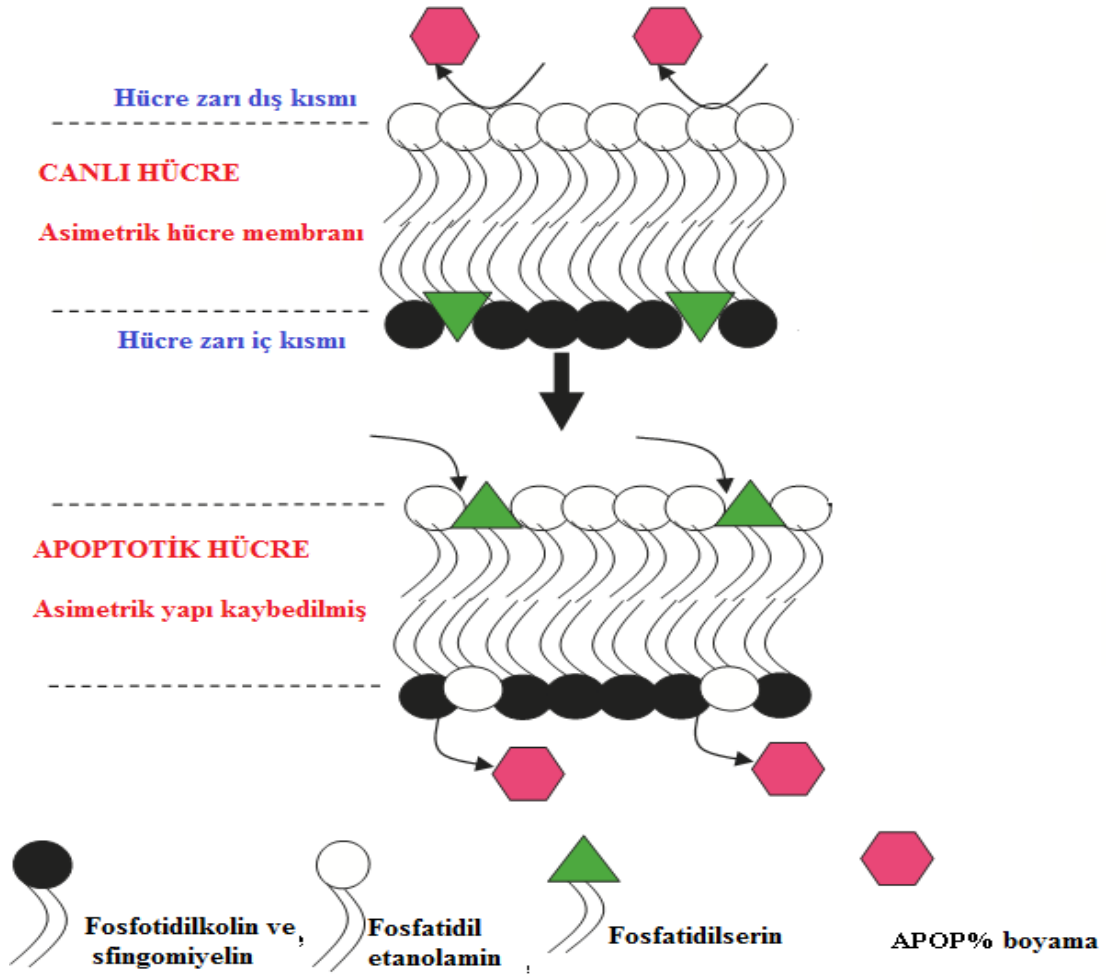 Hücre zarı dış kısmı
CANLI HÜCRE
Asimetrik hücre membranı
Hücre zarı iç kısmı
APOPTOTİK HÜCRE
Asimetrik yapı kaybedilmiş
Fosfotidilkolin ve
sfingomiyelin
Fosfatidil
etanolamin
Fosfatidilserin
APOP% boyama